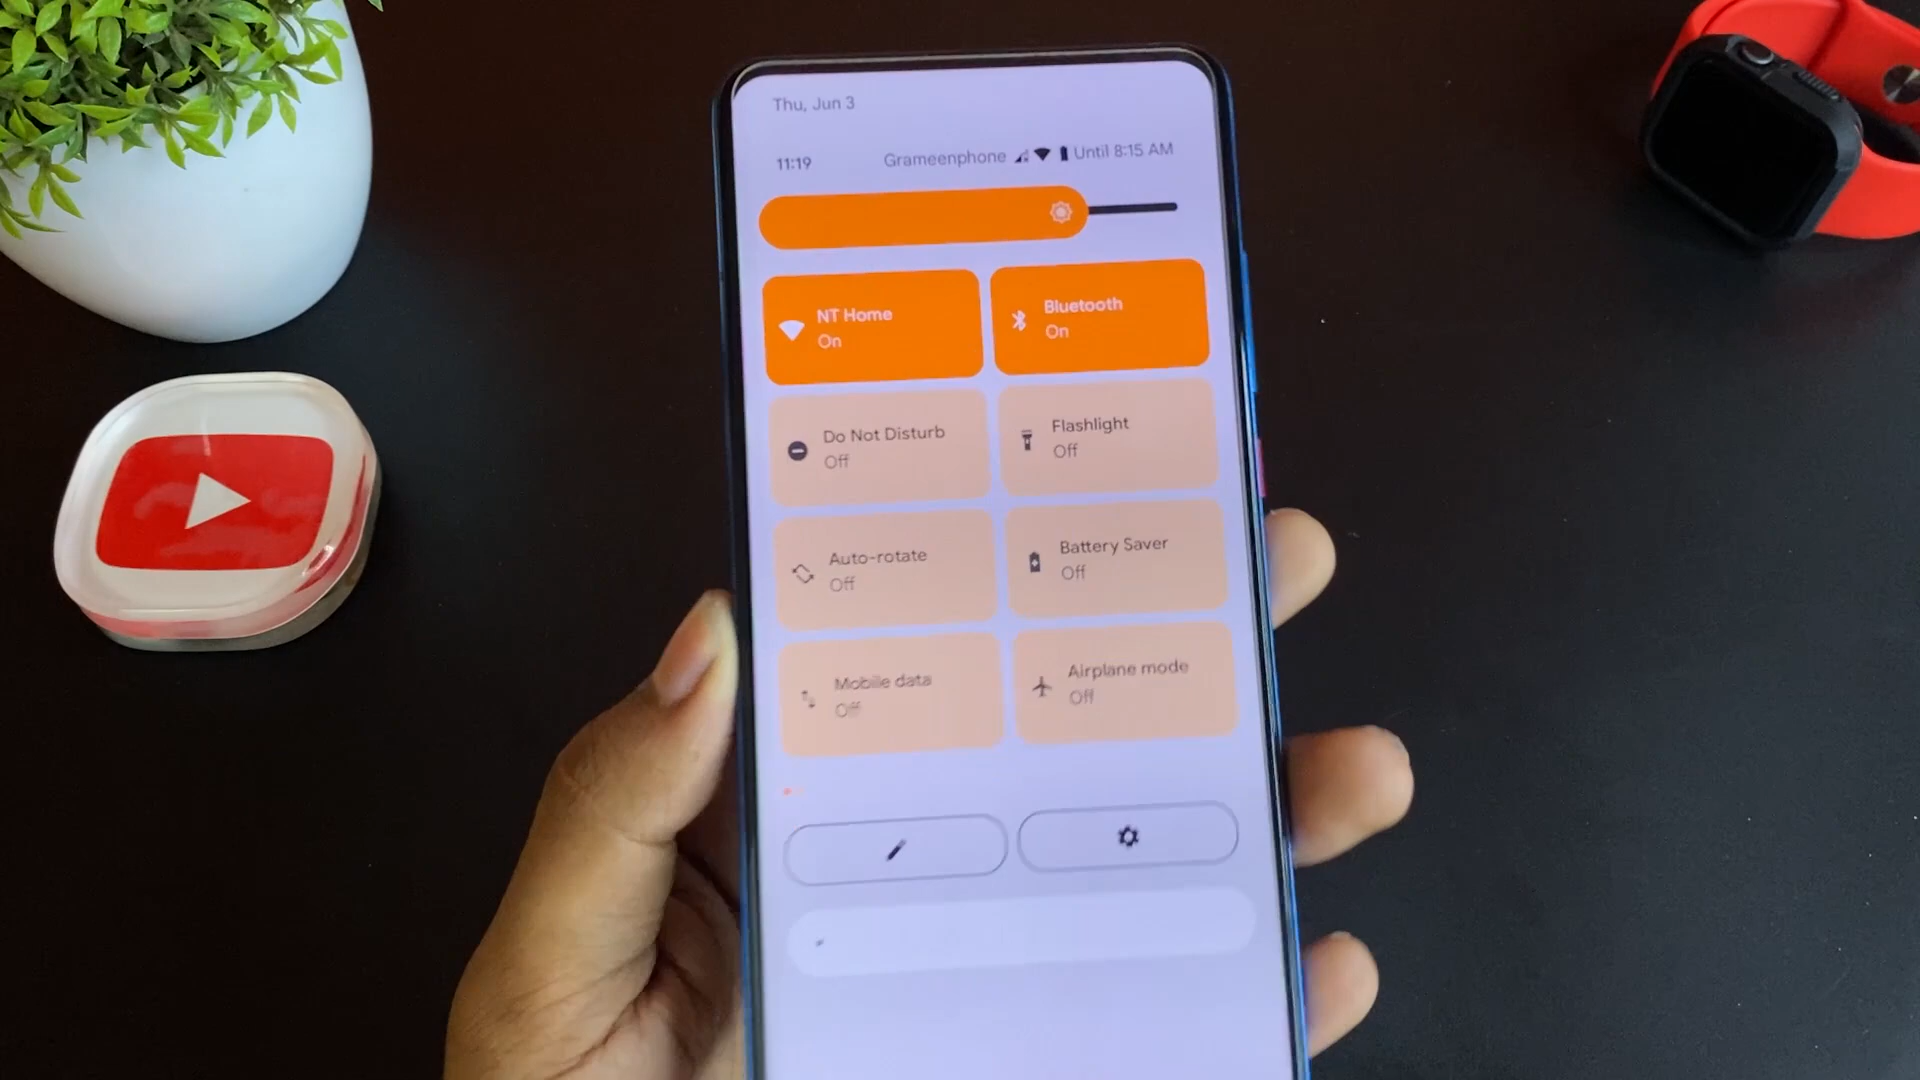 Thu, Jun 3
11:19
Grameenphone Until 8:15 AM
NT Home
On
Bluetooth
On
Do Not Disturb
Off
Flashlight
Off
Auto-rotate
Off
Battery Saver
Off
Mobile data
Off
Airplane mode
Off